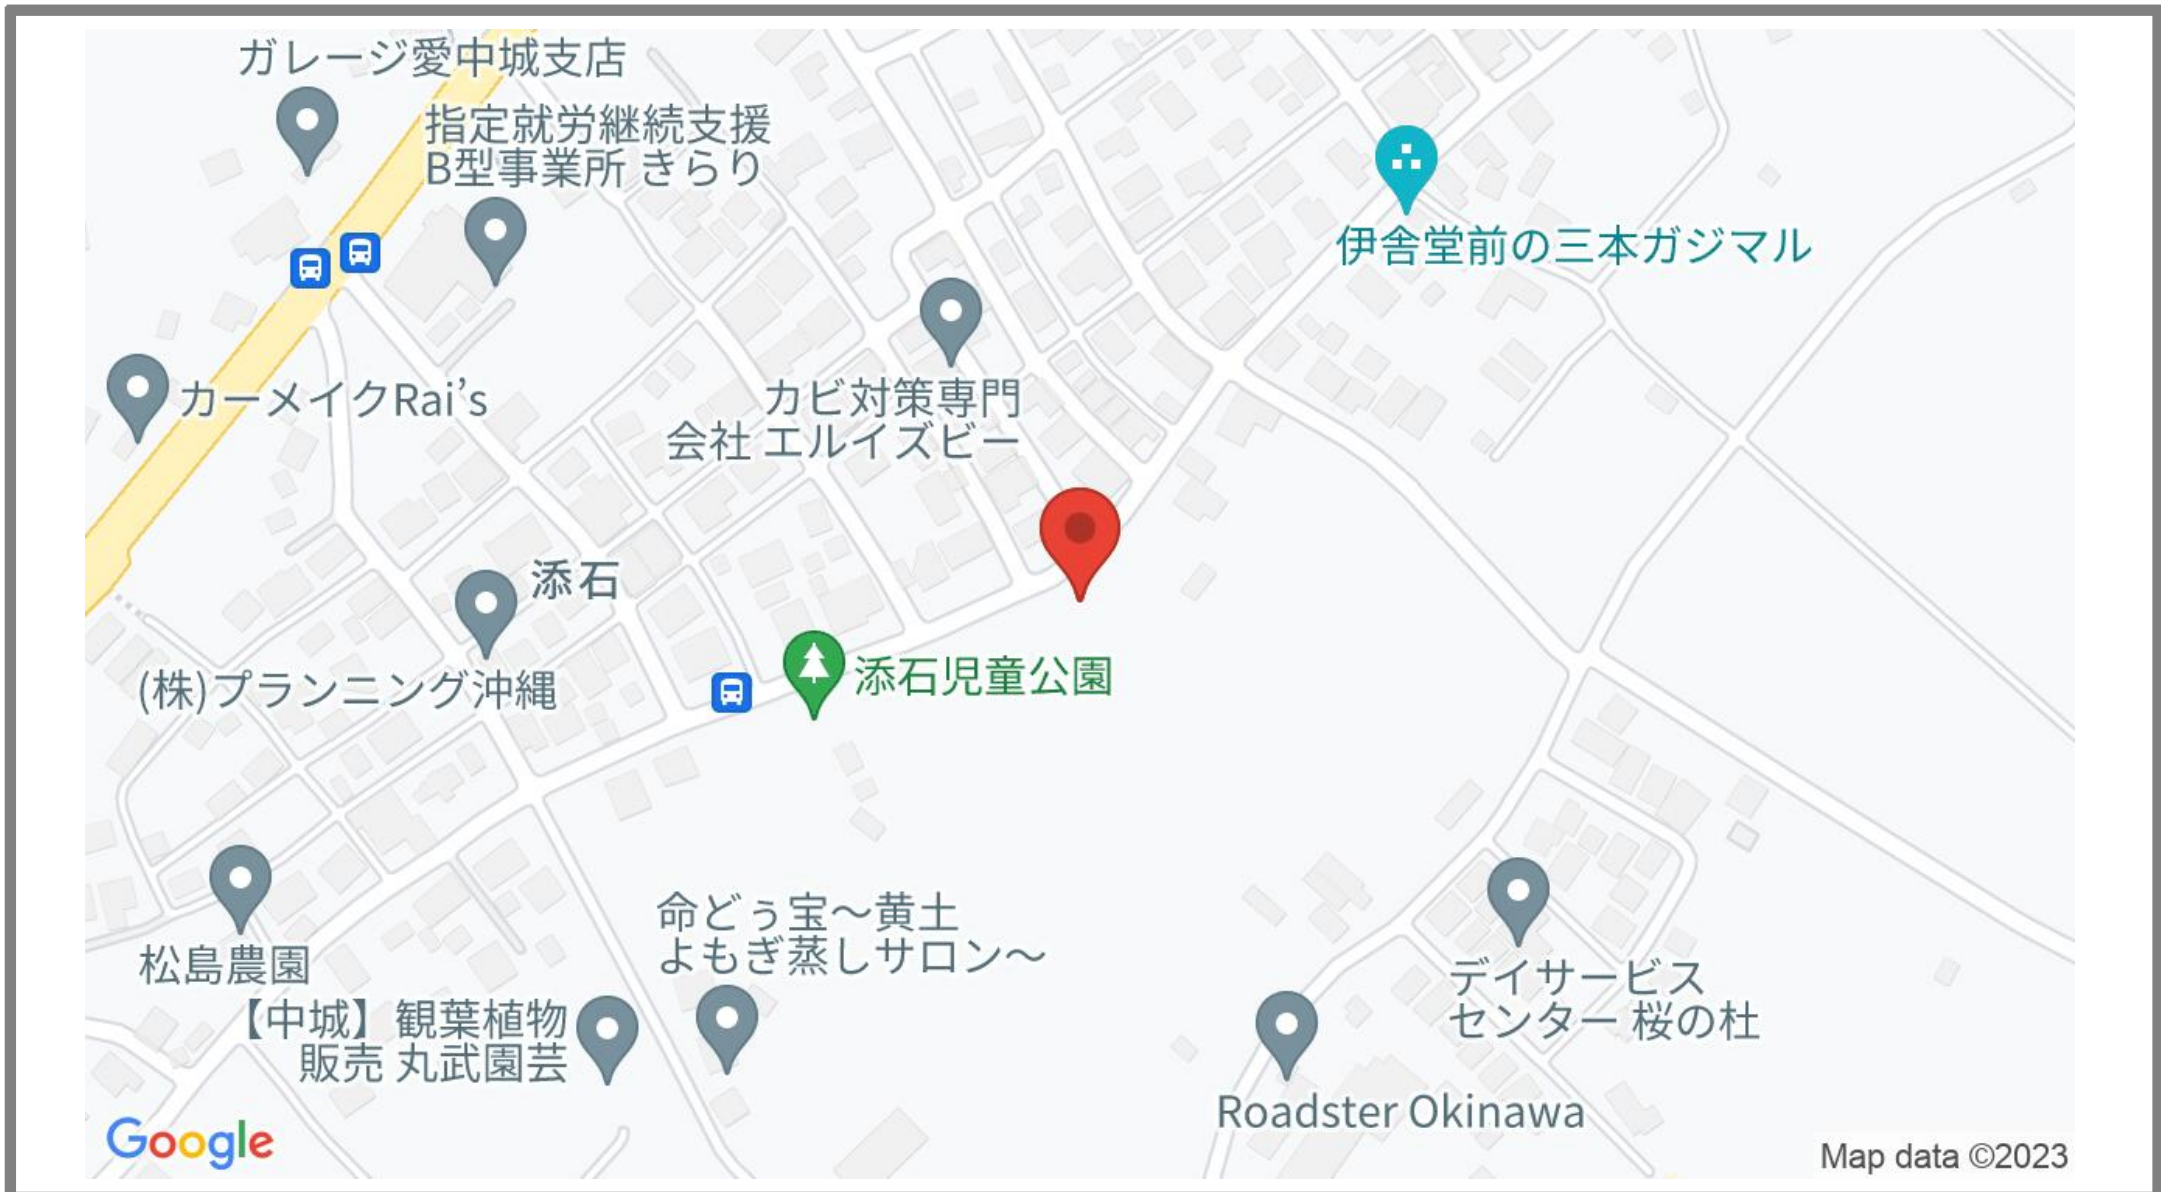 ガレージ愛中城支店
指定就労継続支援
B型事業所 きらり
伊舎堂前の三本ガジマル
カーメイクRai’s
カビ対策専門
会社 エルイズビー
添石
(株)プランニング沖縄
添石児童公園
命どぅ宝〜黄土
よもぎ蒸しサロン〜
松島農園
【中城】観葉植物
販売 丸武園芸
デイサービス
センター 桜の杜
Roadster Okinawa
Google
Map data ©2023